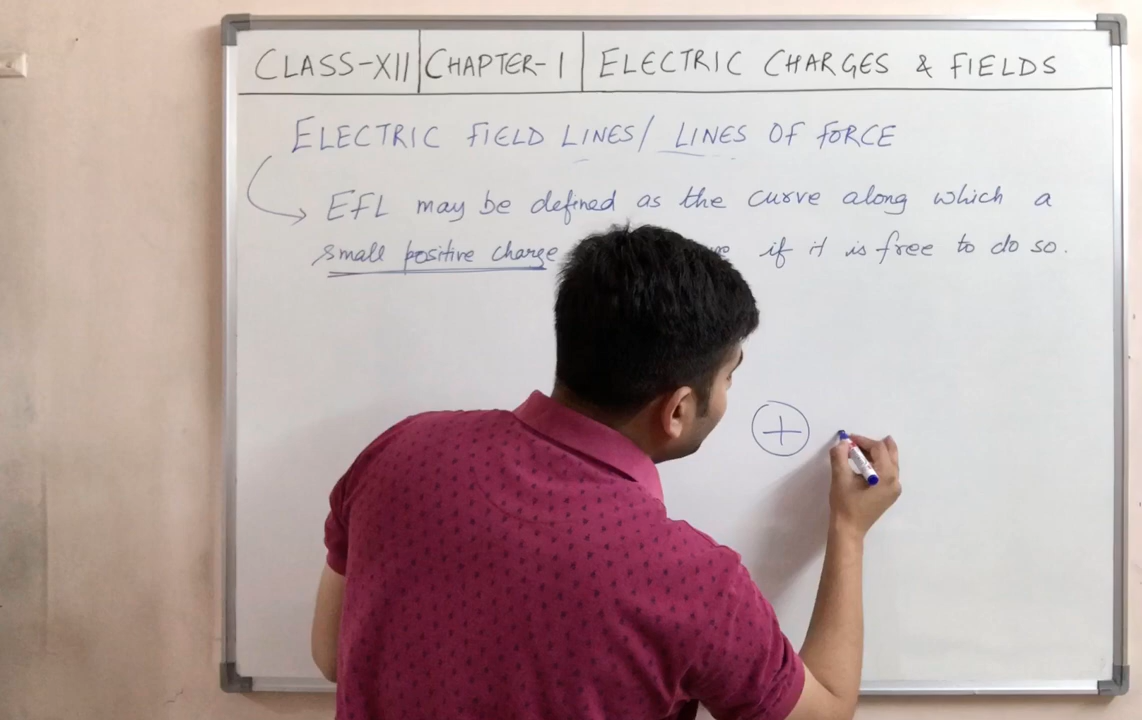 CLASS-XII CHAPTER-1 ELECTRIC CHARGES & FIELDS
ELECTRIC FIELD LINES/ LINES OF FORCE
EFL may be defined as the curve along which a
small positive charge if it is free to do so.
+